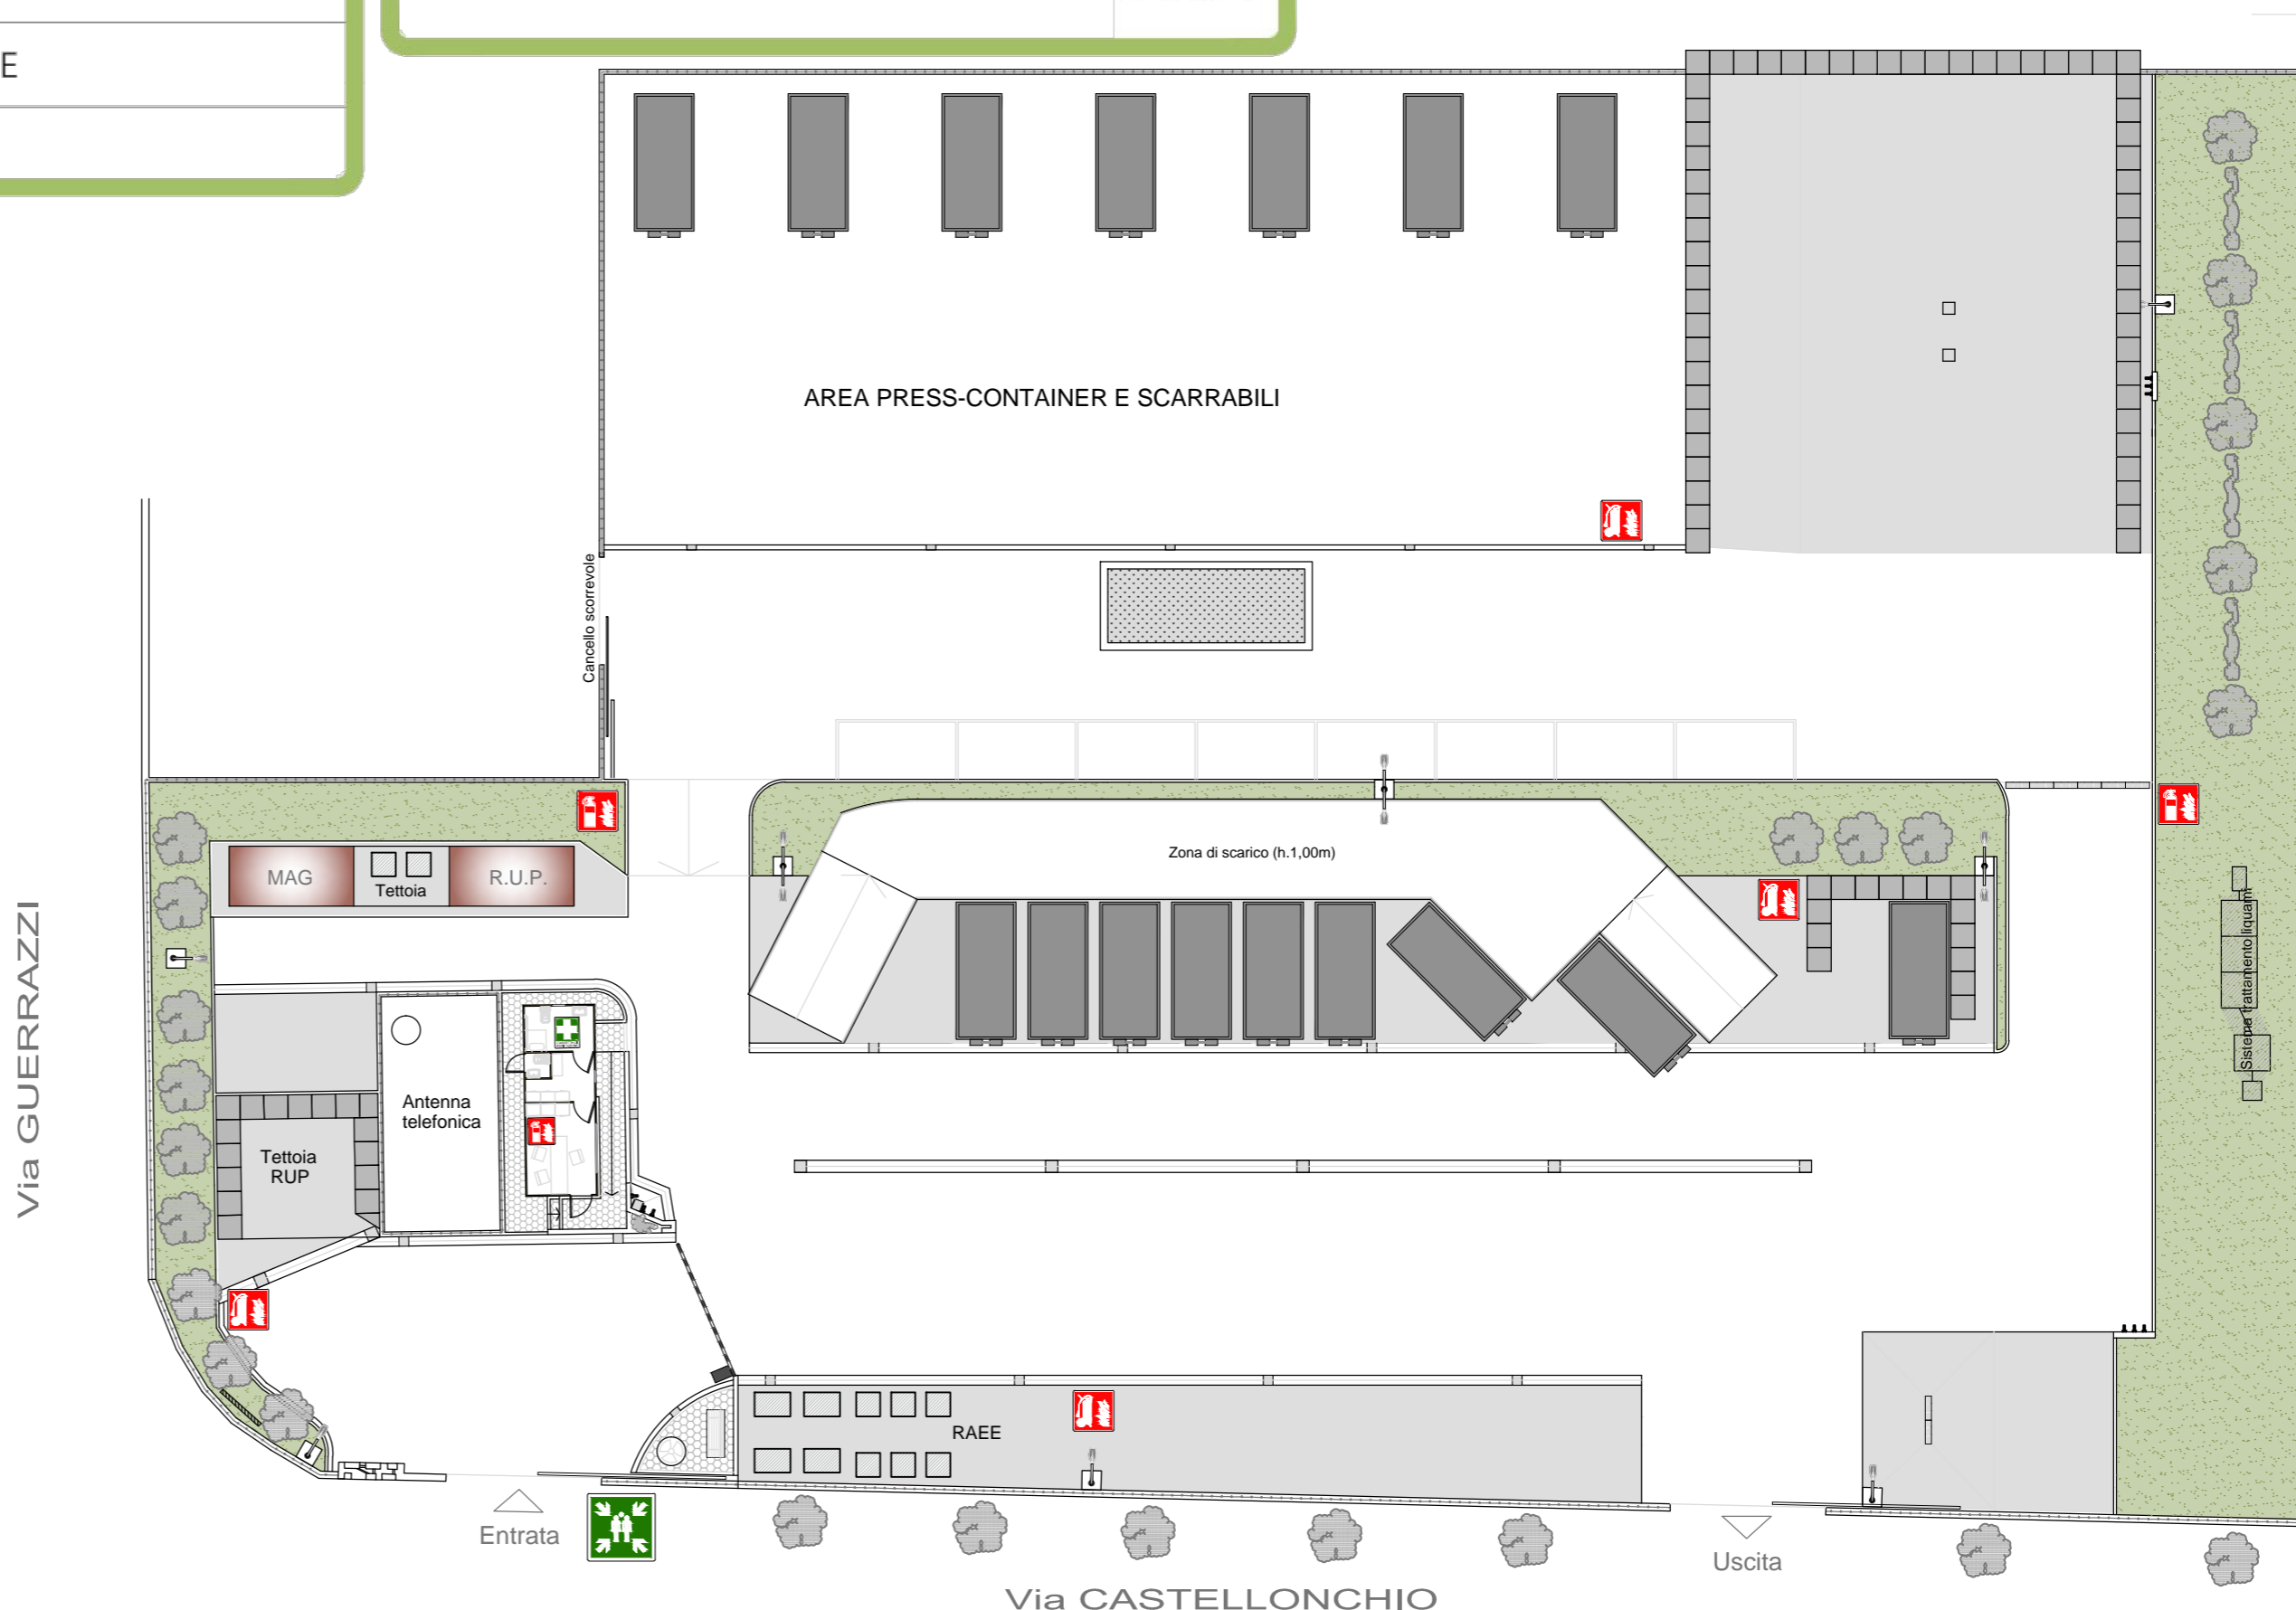 E
AREA PRESS-CONTAINER E SCARRABILI
Cancello scorrevole
Zona di scarico (h.1,00m)
MAG
Tettoia
R.U.P.
Via GUERRAZZI
Antenna
telefonica
Tettoia
RUP
Sistema trattamento liquami
RAEE
Entrata
Uscita
Via CASTELLONCHIO